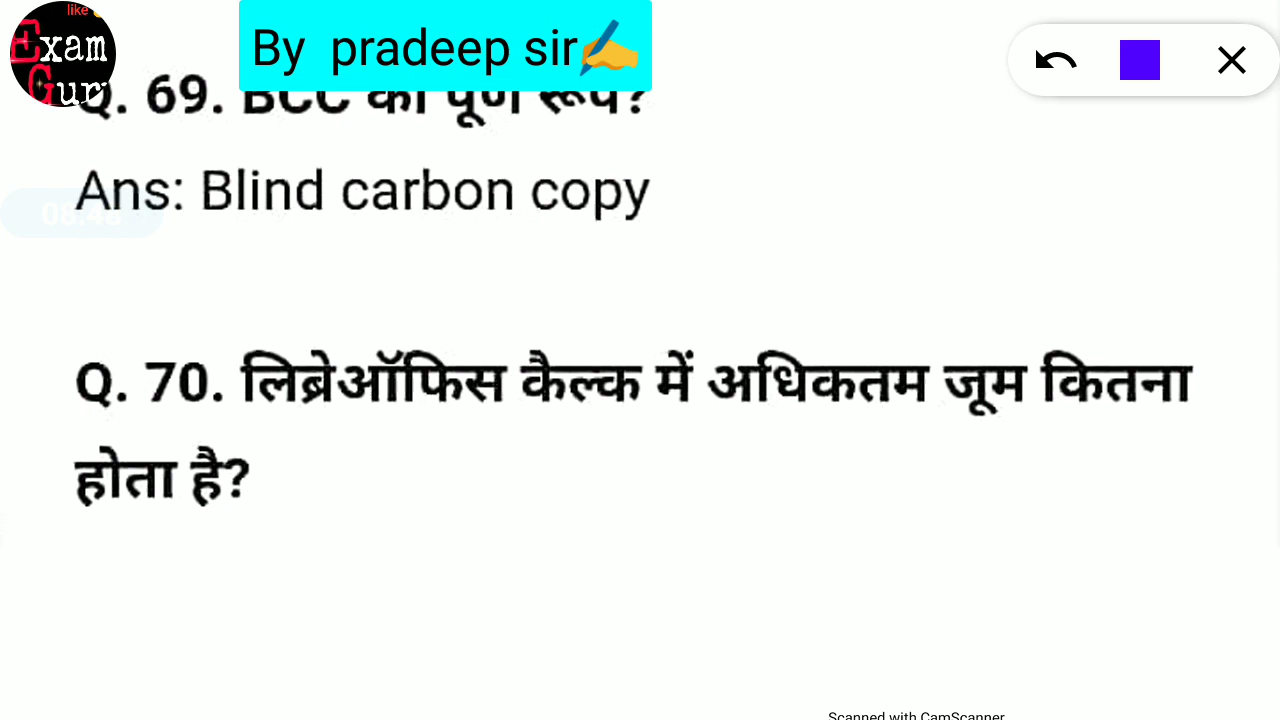 like
Exam
Guru
By pradeep sir✍️
Q. 69. BCC का पूर्ण रूप?
Ans: Blind carbon copy
Q. 70. लिब्रेऑफिस कैल्क में अधिकतम जूम कितना
होता है?
Scanned with CamScanner